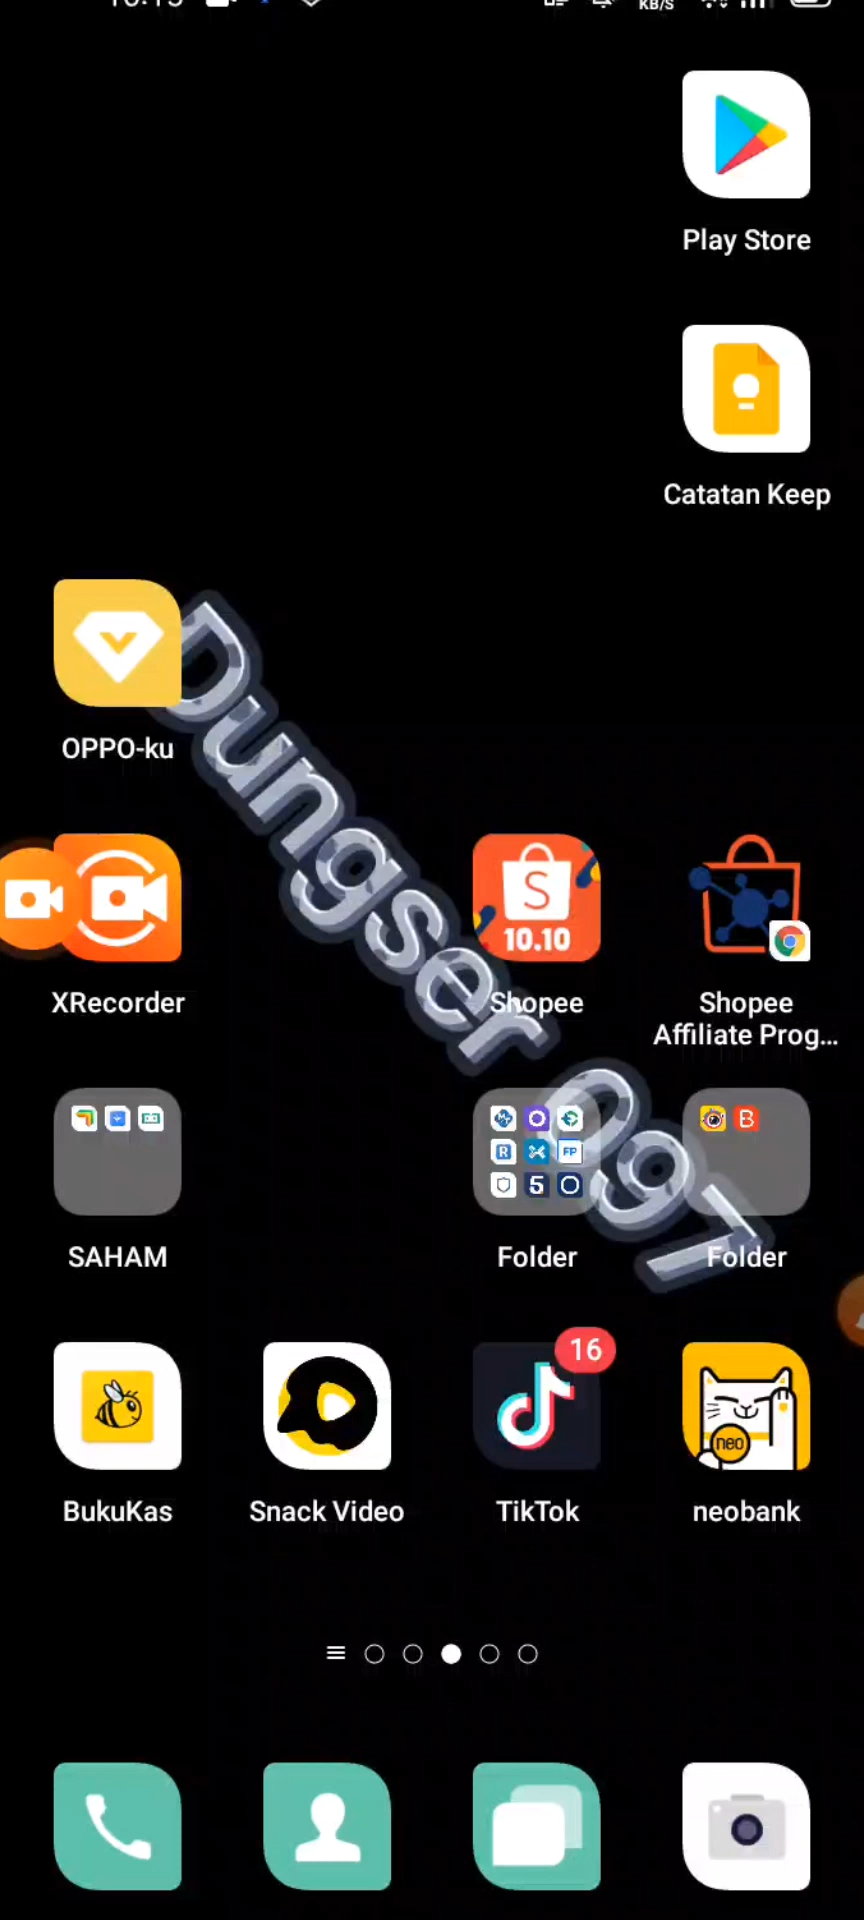 KB/S
Play Store
Catatan Keep
OPPO-ku
Dungser 097
10.10
XRecorder
Shopee
Shopee
Affiliate Prog...
SAHAM
Folder
Folder
16
neo
BukuKas
Snack Video
TikTok
neobank